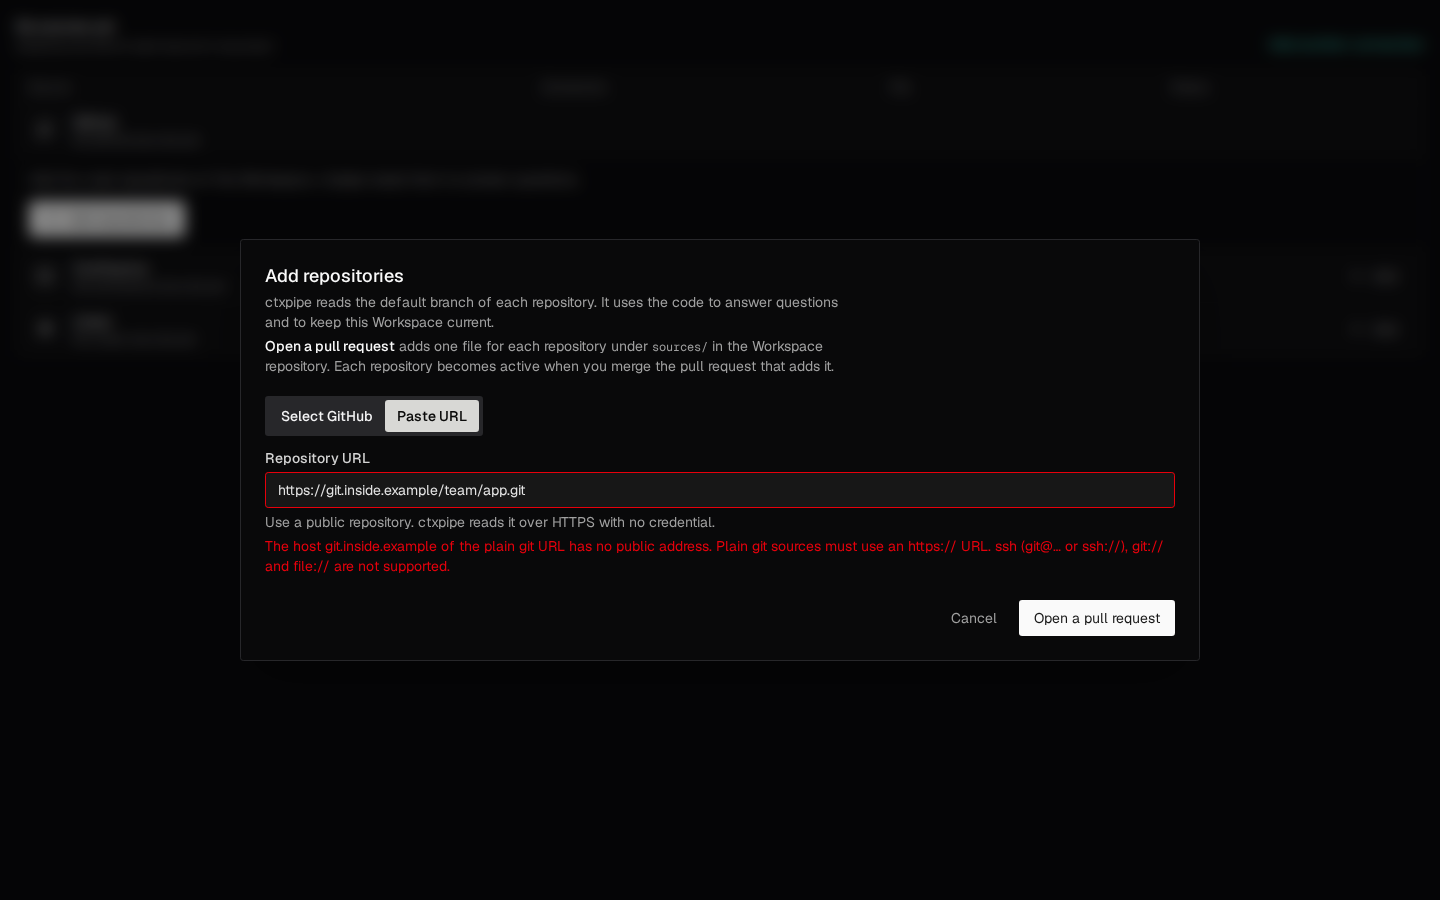 Add repositories
ctxpipe reads the default branch of each repository. It uses the code to answer questions
and to keep this Workspace current.
Open a pull request adds one file for each repository under sources/ in the Workspace
repository. Each repository becomes active when you merge the pull request that adds it.
Select GitHub Paste URL
Repository URL
https://git.inside.example/team/app.git
Use a public repository. ctxpipe reads it over HTTPS with no credential.
The host git.inside.example of the plain git URL has no public address. Plain git sources must use an https:// URL. ssh (git@… or ssh://), git://
and file:// are not supported.
Cancel Open a pull request